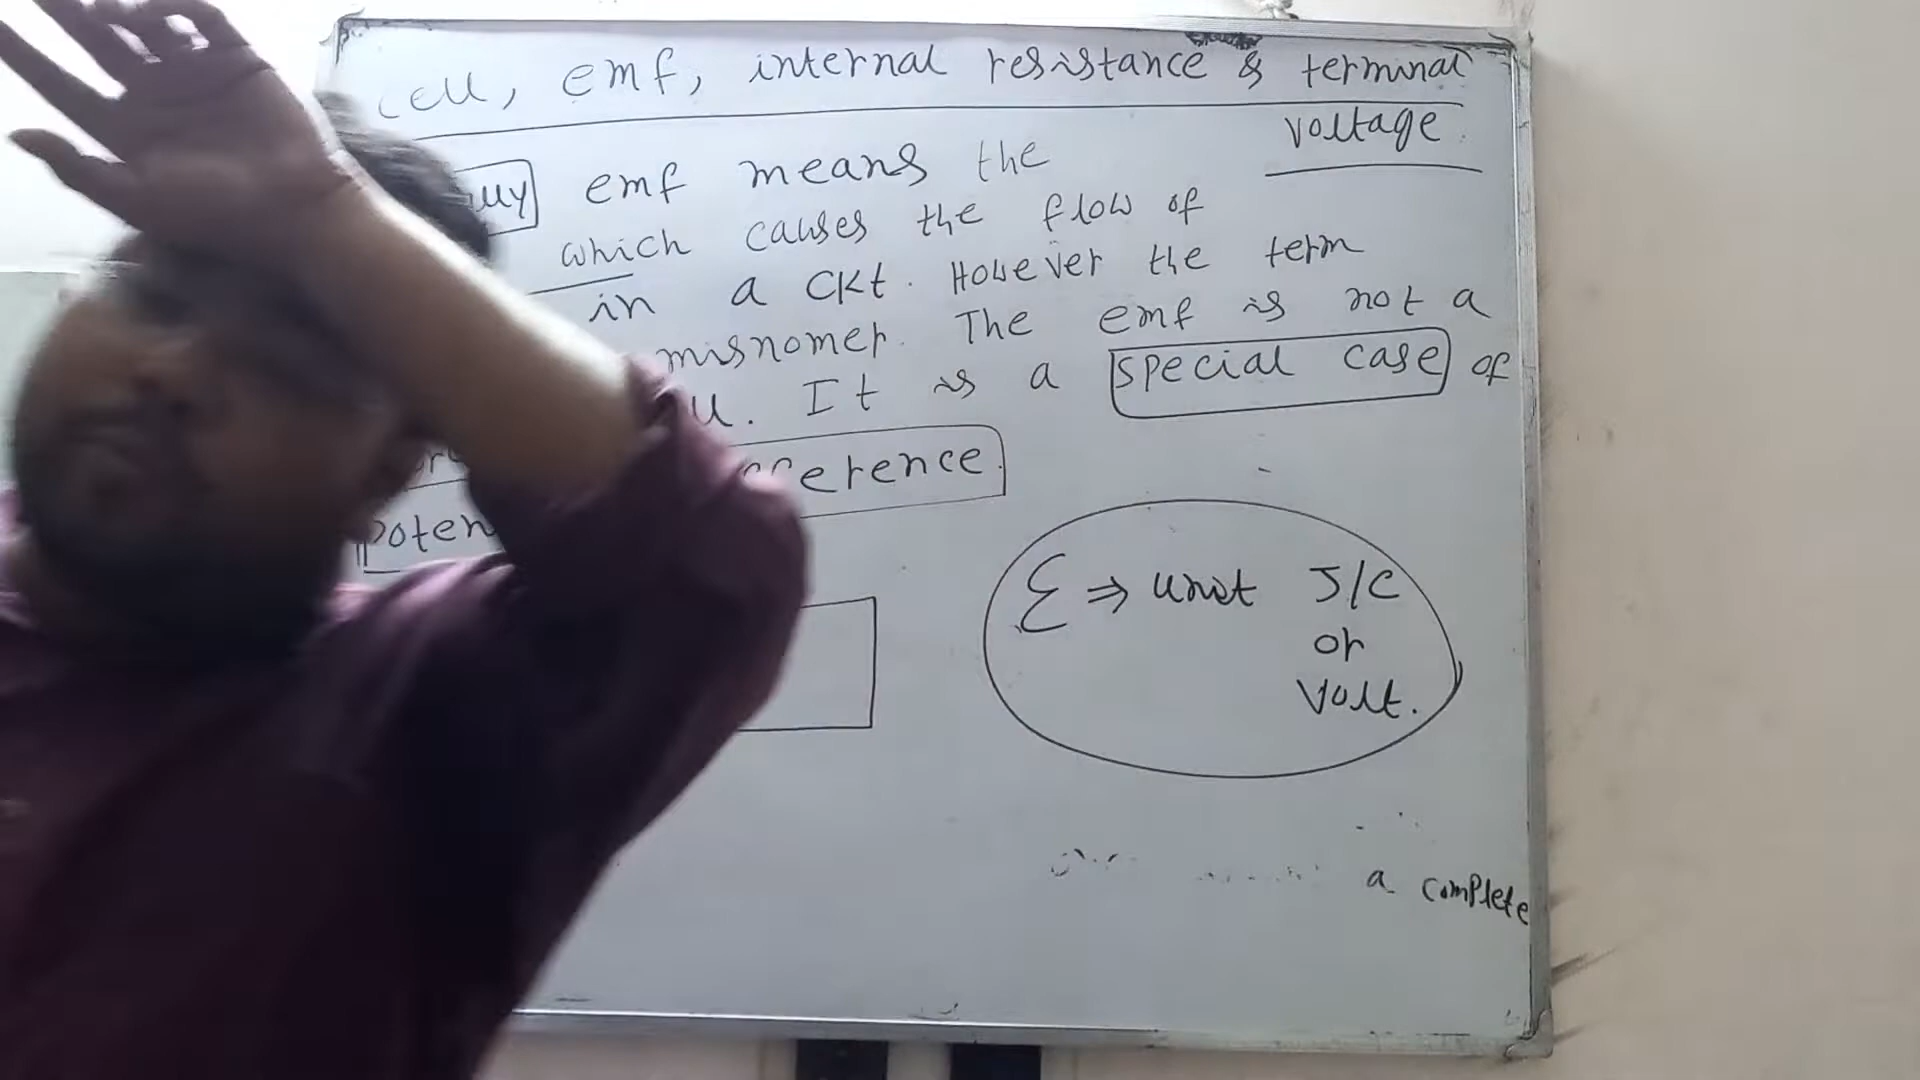 cell, emf, internal resistance & terminal
voltage.
emf means the
which causes the flow of
in a ckt. However the term
misnomer. The emf is not a
It is a special case of
ference.
poten
ε ⇒ unit J/C
or
volt.
a complete